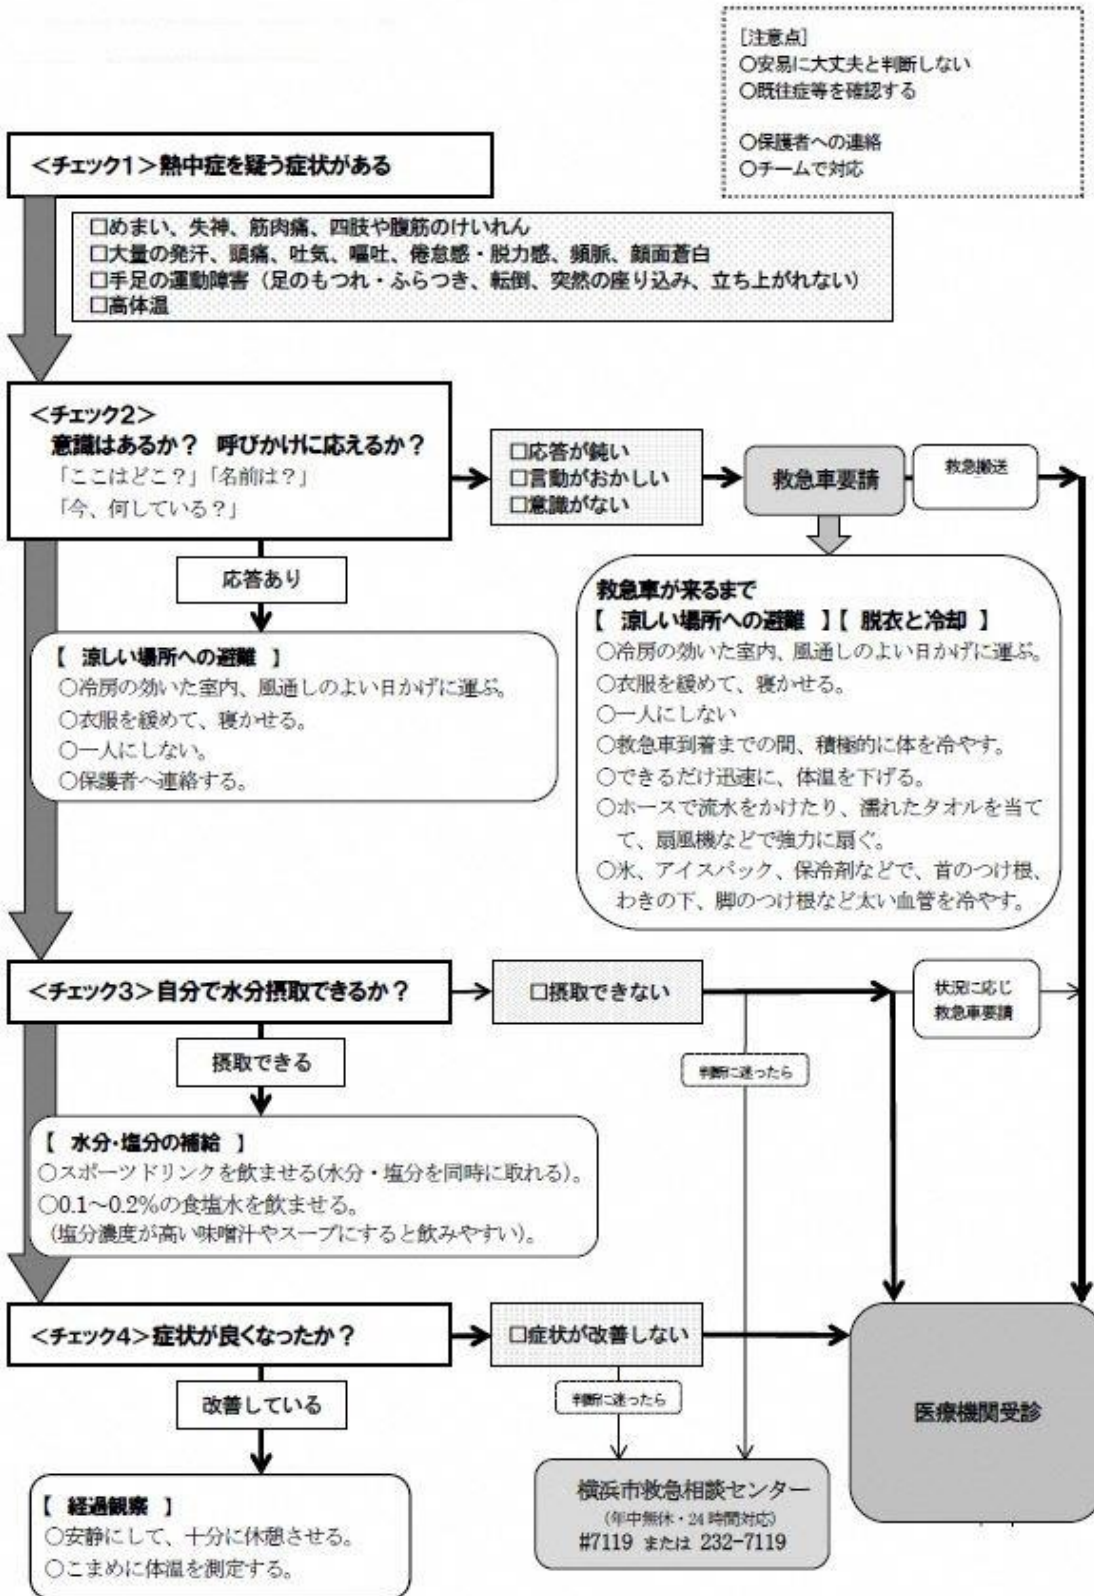 [注意点]
○安易に大丈夫と判断しない
○既往症等を確認する
○保護者への連絡
○チームで対応
<チェック1>熱中症を疑う症状がある
□めまい、失神、筋肉痛、四肢や腹筋のけいれん
□大量の発汗、頭痛、吐気、嘔吐、倦怠感・脱力感、頻脈、顔面蒼白
□手足の運動障害（足のもつれ・ふらつき、転倒、突然の座り込み、立ち上がれない）
□高体温
<チェック2>
意識はあるか？ 呼びかけに応えるか？
「ここはどこ？」「名前は？」
「今、何している？」
□応答が鈍い
□言動がおかしい
□意識がない
救急車要請
救急搬送
応答あり
【 涼しい場所への避難 】
○冷房の効いた室内、風通しのよい日かげに運ぶ。
○衣服を緩めて、寝かせる。
○一人にしない。
○保護者へ連絡する。
救急車が来るまで
【 涼しい場所への避難 】【 脱衣と冷却 】
○冷房の効いた室内、風通しのよい日かげに運ぶ。
○衣服を緩めて、寝かせる。
○一人にしない
○救急車到着までの間、積極的に体を冷やす。
○できるだけ迅速に、体温を下げる。
○ホースで流水をかけたり、濡れたタオルを当て
て、扇風機などで強力に扇ぐ。
○氷、アイスパック、保冷剤などで、首のつけ根、
わきの下、脚のつけ根など太い血管を冷やす。
<チェック3>自分で水分摂取できるか？
□摂取できない
状況に応じ
救急車要請
摂取できる
判断に迷ったら
【 水分・塩分の補給 】
○スポーツドリンクを飲ませる(水分・塩分を同時に取れる)。
○0.1～0.2%の食塩水を飲ませる。
(塩分濃度が高い味噌汁やスープにすると飲みやすい)。
<チェック4>症状が良くなったか？
□症状が改善しない
改善している
判断に迷ったら
医療機関受診
【 経過観察 】
○安静にして、十分に休憩させる。
○こまめに体温を測定する。
横浜市救急相談センター
(年中無休・24時間対応)
#7119 または 232-7119